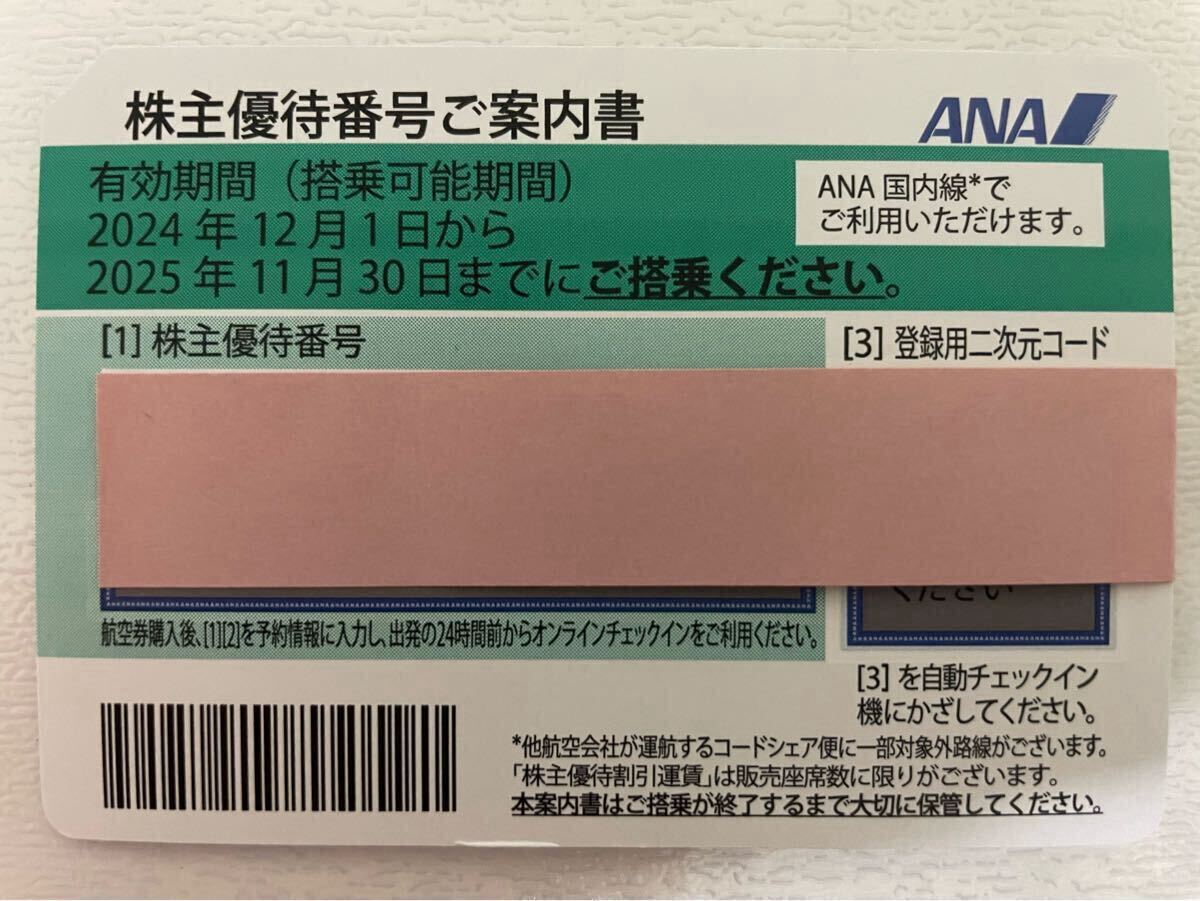 株主優待番号ご案内書
ANA
有効期間（搭乗可能期間）
2024年12月1日から
2025年11月30日までにご搭乗ください。
ANA国内線*で
ご利用いただけます。
[1] 株主優待番号
[3] 登録用二次元コード
ください
航空券購入後、[1][2]を予約情報に入力し、出発の24時間前からオンラインチェックインをご利用ください。
[3] を自動チェックイン
機にかざしてください。
*他航空会社が運航するコードシェア便に一部対象外路線がございます。
「株主優待割引運賃」は販売座席数に限りがございます。
本案内書はご搭乗が終了するまで大切に保管してください。